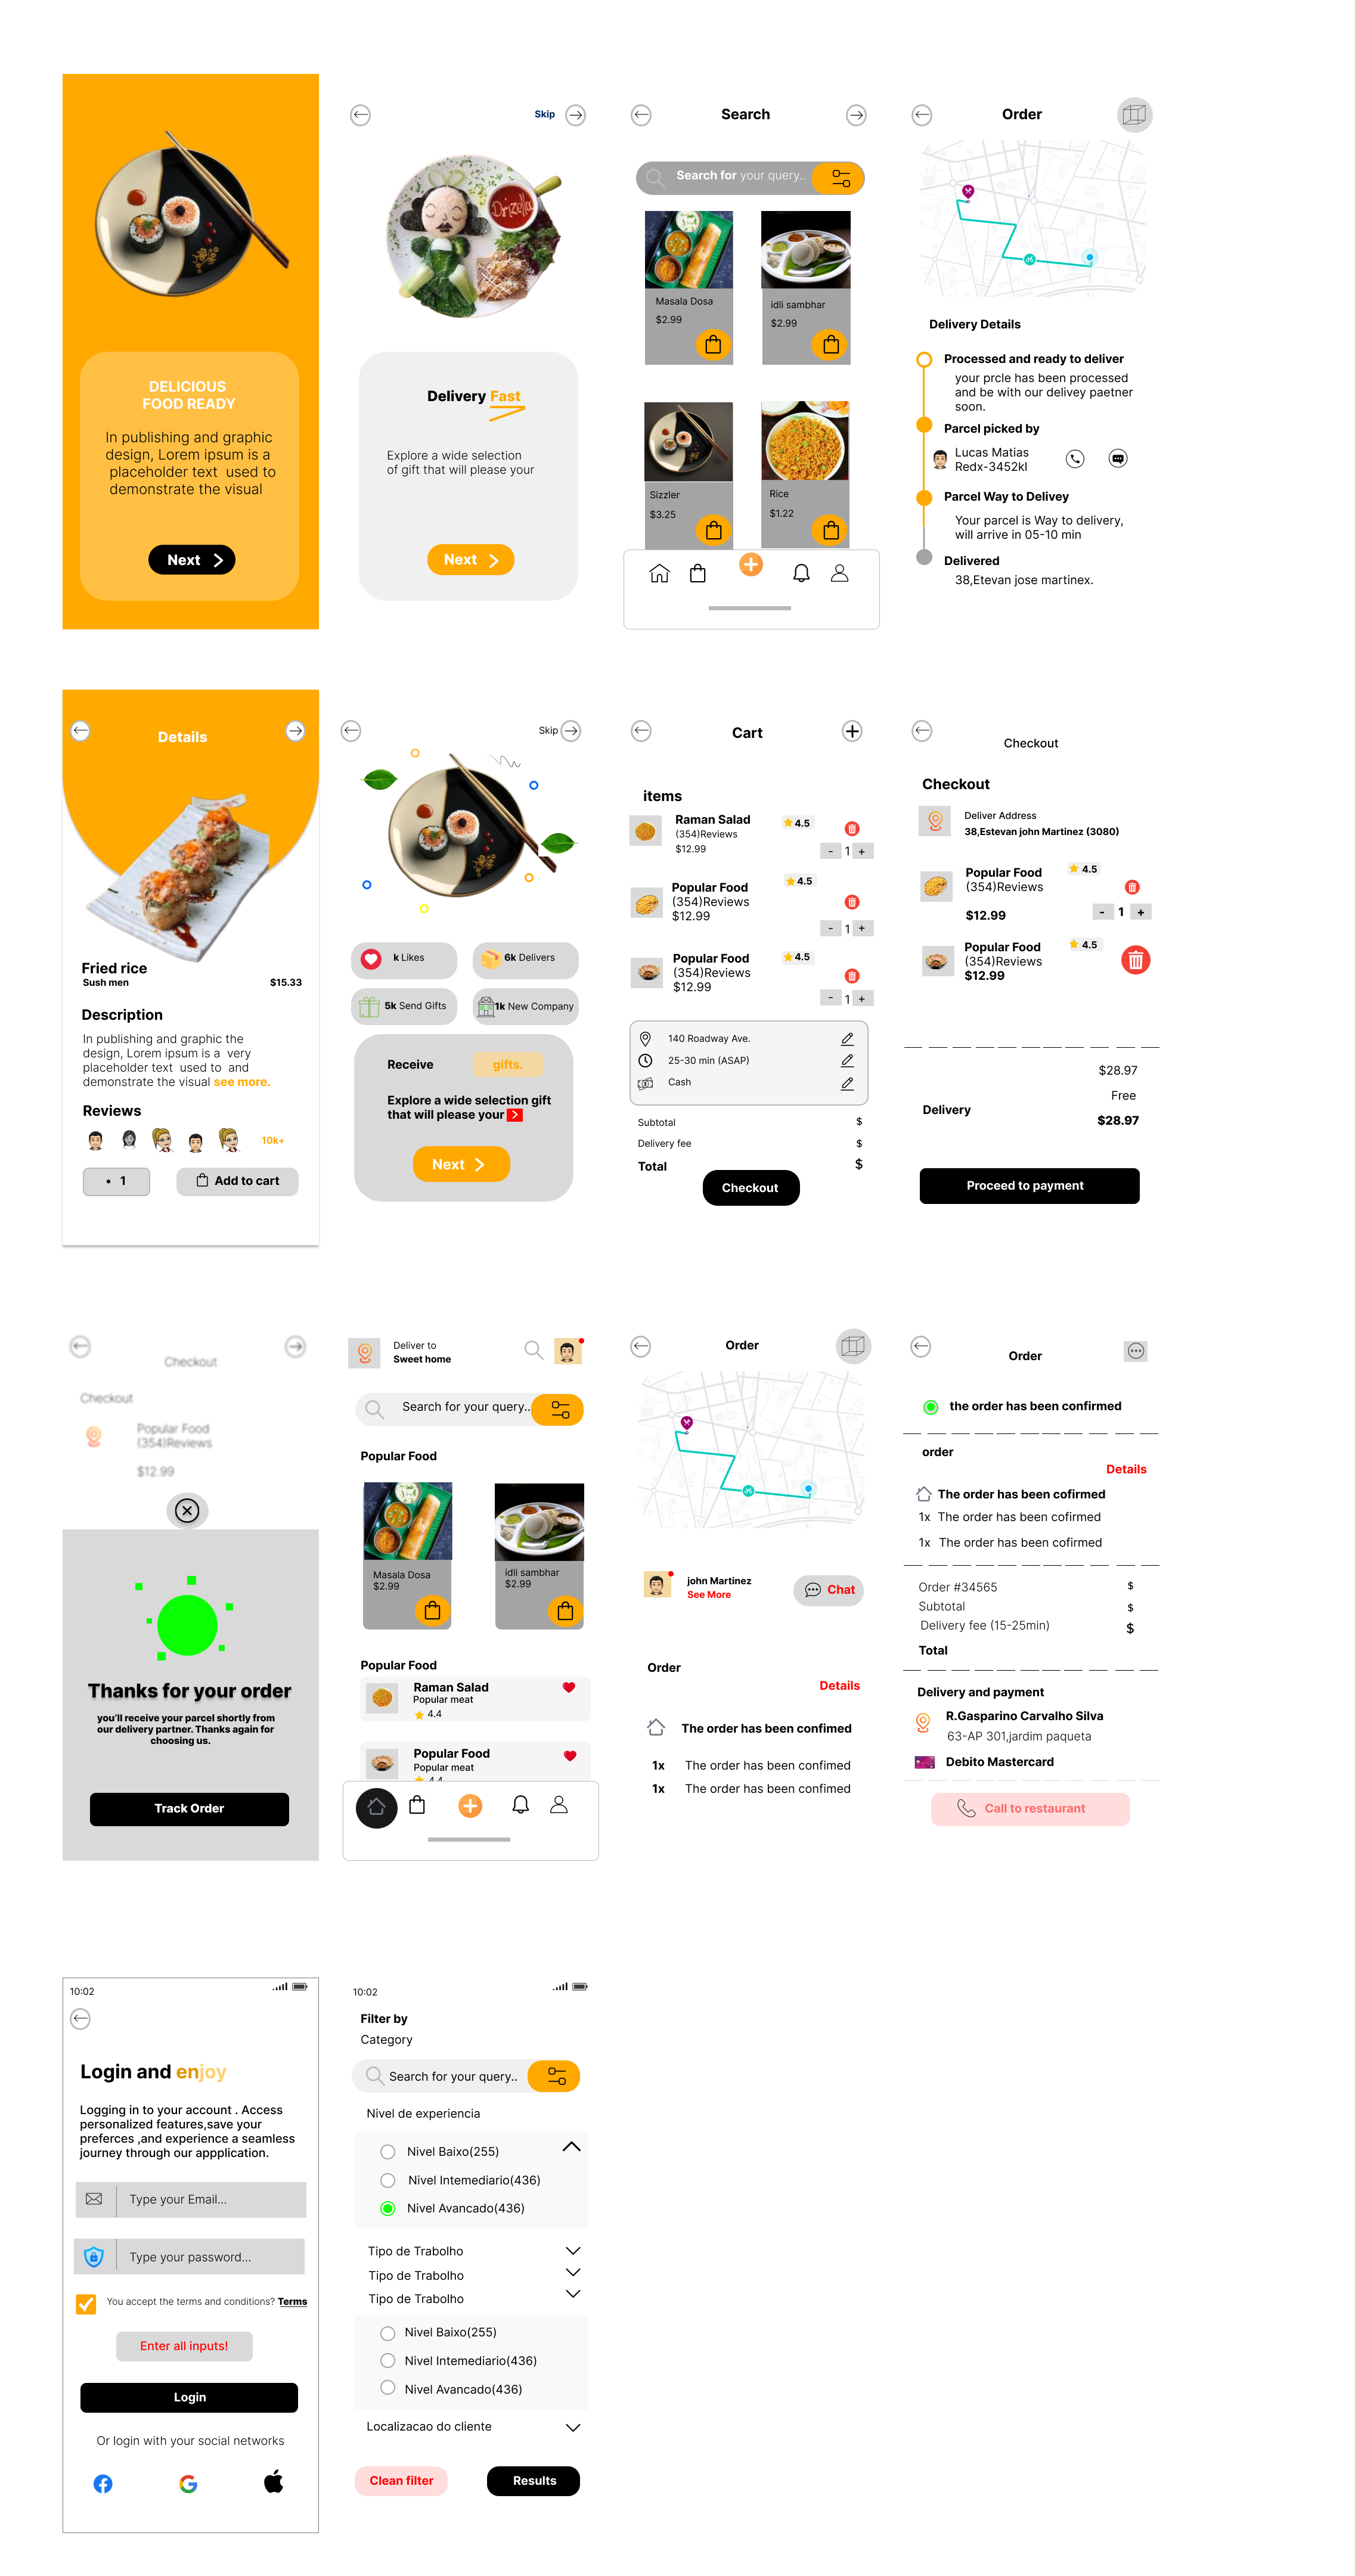 DELICIOUS
FOOD READY
In publishing and graphic
design, Lorem ipsum is a
placeholder text  used to
demonstrate the visual
Next
Skip
Drizella
Delivery Fast
Explore a wide selection
of gift that will please your
Next
Search
Search for your query..
Masala Dosa
$2.99
idli sambhar
$2.99
Sizzler
$3.25
Rice
$1.22
Order
Delivery Details
Processed and ready to deliver
your prcle has been processed
and be with our delivey paetner
soon.
Parcel picked by
Lucas Matias
Redx-3452kl
Parcel Way to Delivey
Your parcel is Way to delivery,
will arrive in 05-10 min
Delivered
38,Etevan jose martinex.
Details
Fried rice
Sush men
$15.33
Description
In publishing and graphic the
design, Lorem ipsum is a  very
placeholder text  used to  and
demonstrate the visual see more.
Reviews
10k+
• 1
Add to cart
Skip
k Likes
6k Delivers
5k Send Gifts
1k New Company
Receive gifts.
Explore a wide selection gift
that will please your
Next
Cart
items
Raman Salad
(354)Reviews
$12.99
4.5
- 1 +
Popular Food
(354)Reviews
$12.99
4.5
- 1 +
Popular Food
(354)Reviews
$12.99
4.5
- 1 +
140 Roadway Ave.
25-30 min (ASAP)
Cash
Subtotal $
Delivery fee $
Total $
Checkout
Checkout
Checkout
Deliver Address
38,Estevan john Martinez (3080)
Popular Food
(354)Reviews
$12.99
4.5
- 1 +
Popular Food
(354)Reviews
$12.99
4.5
$28.97
Free
Delivery
$28.97
Proceed to payment
Checkout
Checkout
Popular Food
(354)Reviews
$12.99
Thanks for your order
you'll receive your parcel shortly from
our delivery partner. Thanks again for
choosing us.
Track Order
Deliver to
Sweet home
Search for your query..
Popular Food
Masala Dosa
$2.99
idli sambhar
$2.99
Popular Food
Raman Salad
Popular meat
4.4
Popular Food
Popular meat
4.4
Order
john Martinez
See More
Chat
Order
Details
The order has been confimed
1x The order has been confimed
1x The order has been confimed
Order
the order has been confirmed
order
Details
The order has been cofirmed
1x The order has been cofirmed
1x The order has been cofirmed
Order #34565 $
Subtotal $
Delivery fee (15-25min) $
Total
Delivery and payment
R.Gasparino Carvalho Silva
63-AP 301,jardim paqueta
Debito Mastercard
Call to restaurant
10:02
Login and enjoy
Logging in to your account . Access
personalized features,save your
preferces ,and experience a seamless
journey through our appplication.
Type your Email...
Type your password...
You accept the terms and conditions? Terms
Enter all inputs!
Login
Or login with your social networks
10:02
Filter by
Category
Search for your query..
Nivel de experiencia
Nivel Baixo(255)
Nivel Intemediario(436)
Nivel Avancado(436)
Tipo de Trabolho
Tipo de Trabolho
Tipo de Trabolho
Nivel Baixo(255)
Nivel Intemediario(436)
Nivel Avancado(436)
Localizacao do cliente
Clean filter
Results